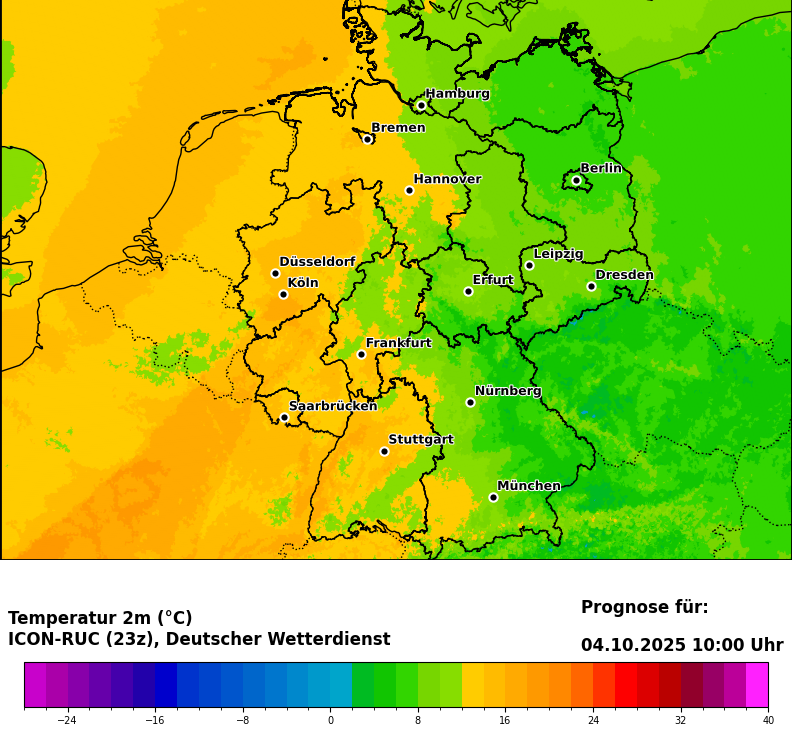 Hamburg
Bremen
Berlin
Hannover
Leipzig
Düsseldorf
Dresden
Erfurt
Köln
Frankfurt
Nürnberg
Saarbrücken
Stuttgart
München
Prognose für:
Temperatur 2m (°C)
ICON-RUC (23z), Deutscher Wetterdienst
04.10.2025 10:00 Uhr
−24 −16 −8 0 8 16 24 32 40